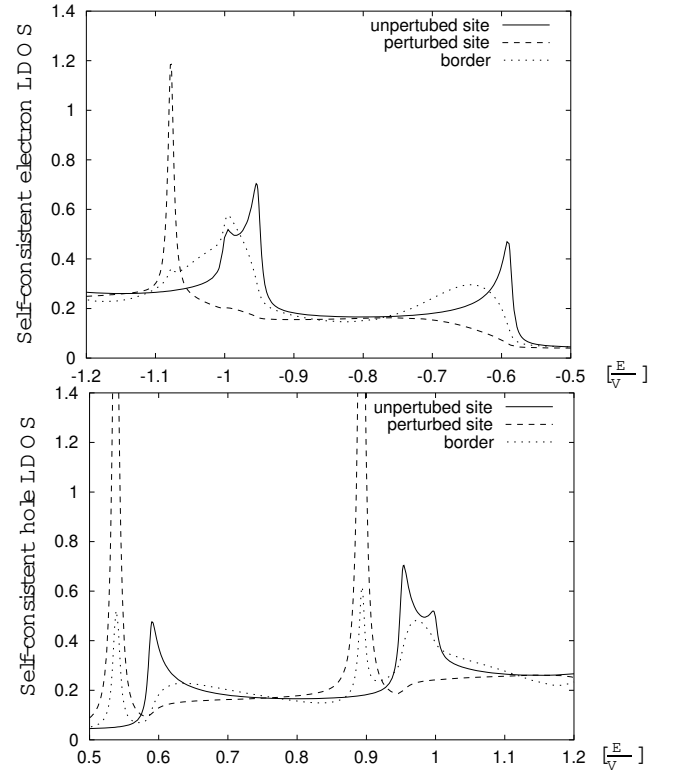 Self-consistent electron LDOS
1.4
1.2
1
0.8
0.6
0.4
0.2
0
unpertubed site
perturbed site
border
-1.2 -1.1 -1 -0.9 -0.8 -0.7 -0.6 -0.5 [E/V]
Self-consistent hole LDOS
1.4
1.2
1
0.8
0.6
0.4
0.2
0
unpertubed site
perturbed site
border
0.5 0.6 0.7 0.8 0.9 1 1.1 1.2 [E/V]